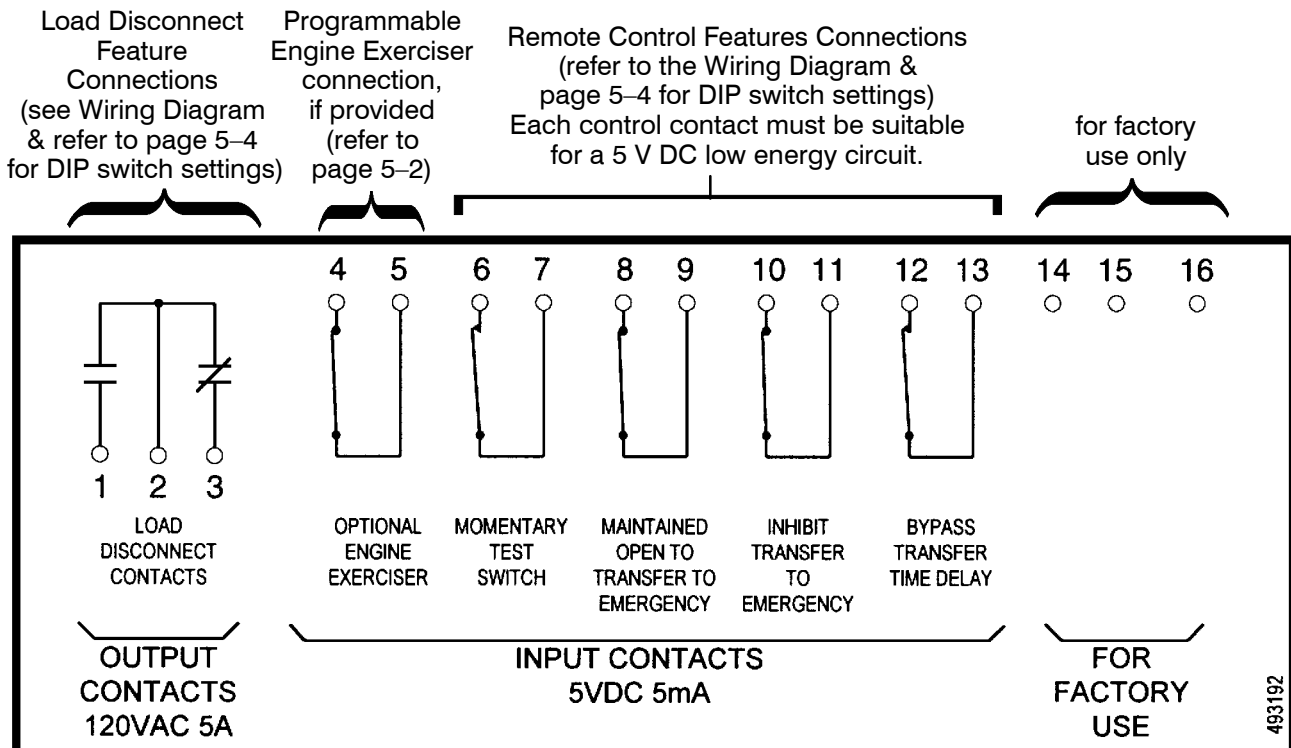 Load Disconnect
Feature
Connections
(see Wiring Diagram
& refer to page 5–4
for DIP switch settings)
Programmable
Engine Exerciser
connection,
if provided
(refer to
page 5–2)
Remote Control Features Connections
(refer to the Wiring Diagram &
page 5–4 for DIP switch settings)
Each control contact must be suitable
for a 5 V DC low energy circuit.
for factory
use only
4 5 6 7 8 9 10 11 12 13 14 15 16
1 2 3
LOAD
DISCONNECT
CONTACTS
OPTIONAL
ENGINE
EXERCISER
MOMENTARY
TEST
SWITCH
MAINTAINED
OPEN TO
TRANSFER TO
EMERGENCY
INHIBIT
TRANSFER
TO
EMERGENCY
BYPASS
TRANSFER
TIME DELAY
OUTPUT
CONTACTS
120VAC 5A
INPUT CONTACTS
5VDC 5mA
FOR
FACTORY
USE
493192